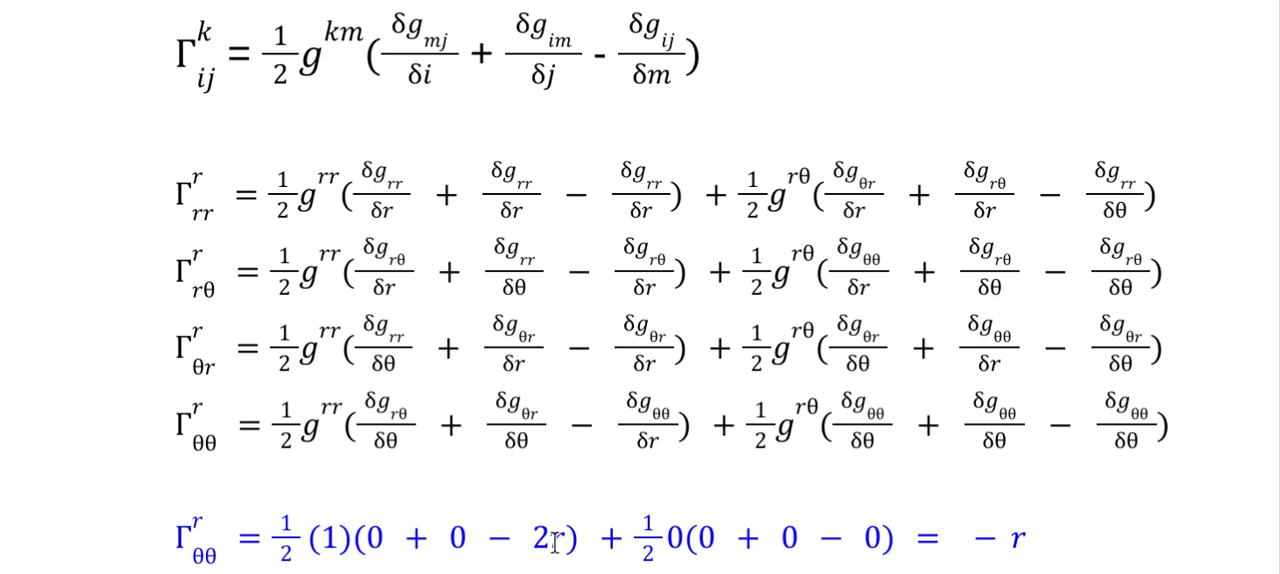 Γ^k_ij = 1/2 g^km (δg_mj/δi + δg_im/δj - δg_ij/δm)
Γ^r_rr = 1/2 g^rr (δg_rr/δr + δg_rr/δr − δg_rr/δr) + 1/2 g^rθ (δg_θr/δr + δg_rθ/δr − δg_rr/δθ)
Γ^r_rθ = 1/2 g^rr (δg_rθ/δr + δg_rr/δθ − δg_rθ/δr) + 1/2 g^rθ (δg_θθ/δr + δg_rθ/δθ − δg_rθ/δθ)
Γ^r_θr = 1/2 g^rr (δg_rr/δθ + δg_θr/δr − δg_θr/δr) + 1/2 g^rθ (δg_θr/δθ + δg_θθ/δr − δg_θr/δθ)
Γ^r_θθ = 1/2 g^rr (δg_rθ/δθ + δg_θr/δθ − δg_θθ/δr) + 1/2 g^rθ (δg_θθ/δθ + δg_θθ/δθ − δg_θθ/δθ)
Γ^r_θθ = 1/2 (1)(0 + 0 − 2r) + 1/2 0(0 + 0 − 0) = − r